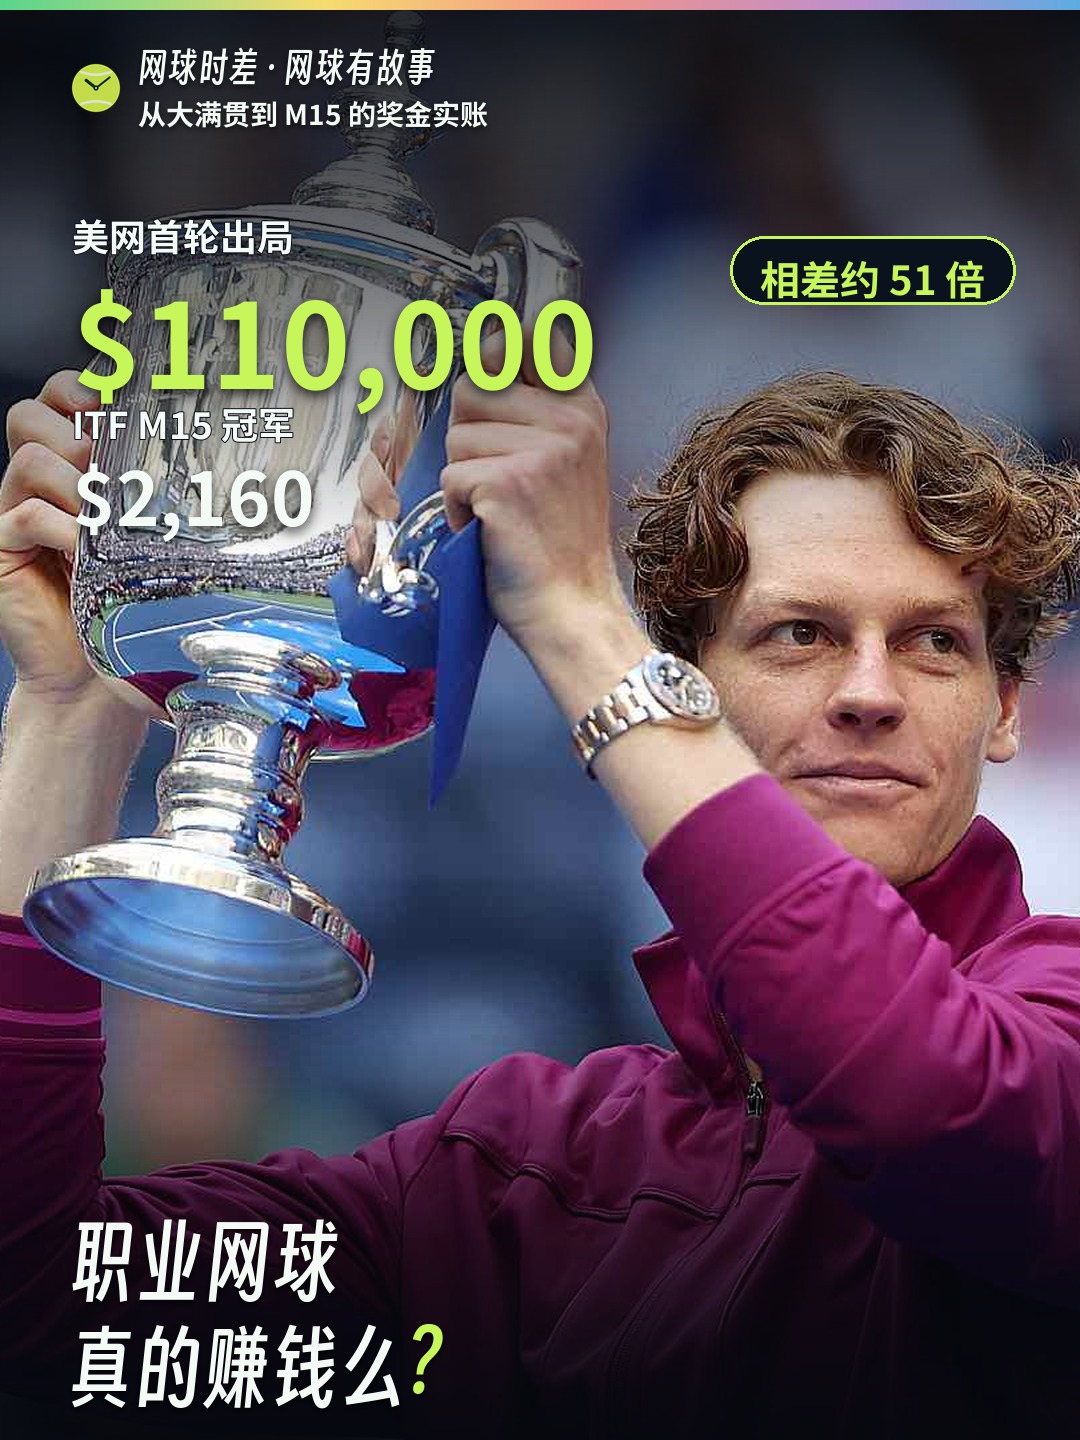 网球时差·网球有故事
从大满贯到 M15 的奖金实账
美网首轮出局
$110,000
相差约 51 倍
ITF M15 冠军
$2,160
职业网球
真的赚钱么?